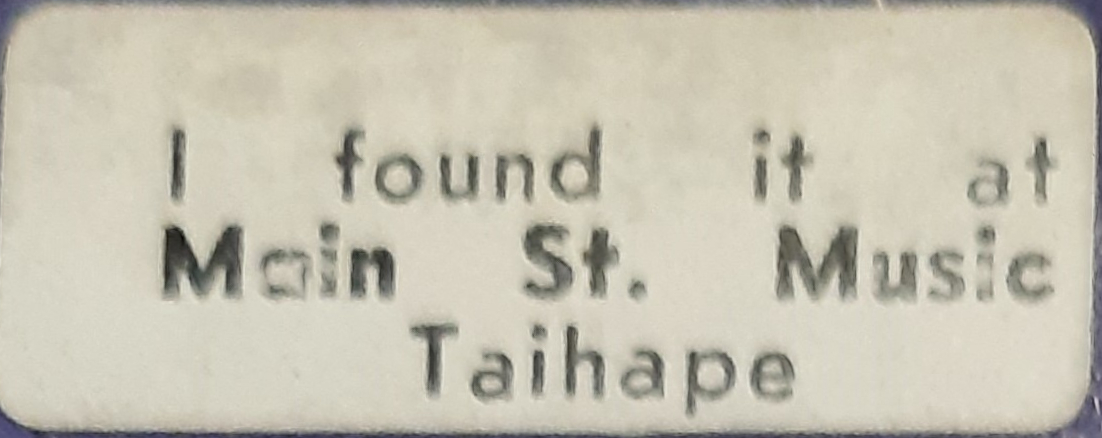 I found it at
Main St. Music
Taihape